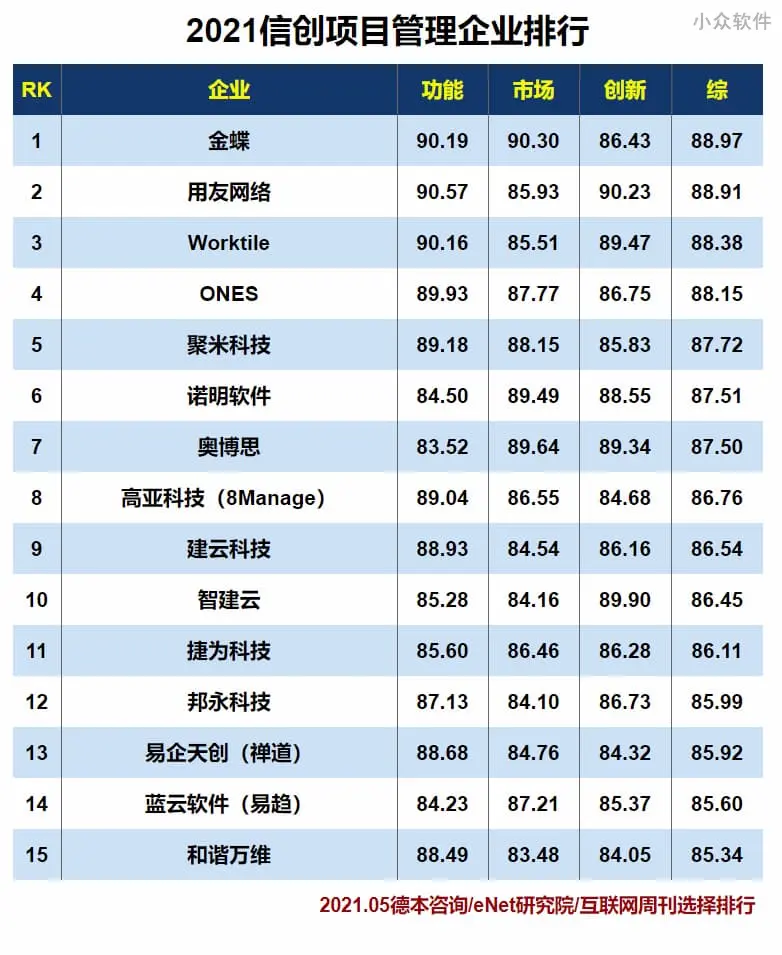 2021信创项目管理企业排行
小众软件
RK 企业 功能 市场 创新 综
1 金蝶 90.19 90.30 86.43 88.97
2 用友网络 90.57 85.93 90.23 88.91
3 Worktile 90.16 85.51 89.47 88.38
4 ONES 89.93 87.77 86.75 88.15
5 聚米科技 89.18 88.15 85.83 87.72
6 诺明软件 84.50 89.49 88.55 87.51
7 奥博思 83.52 89.64 89.34 87.50
8 高亚科技（8Manage） 89.04 86.55 84.68 86.76
9 建云科技 88.93 84.54 86.16 86.54
10 智建云 85.28 84.16 89.90 86.45
11 捷为科技 85.60 86.46 86.28 86.11
12 邦永科技 87.13 84.10 86.73 85.99
13 易企天创（禅道） 88.68 84.76 84.32 85.92
14 蓝云软件（易趋） 84.23 87.21 85.37 85.60
15 和谐万维 88.49 83.48 84.05 85.34
2021.05德本咨询/eNet研究院/互联网周刊选择排行